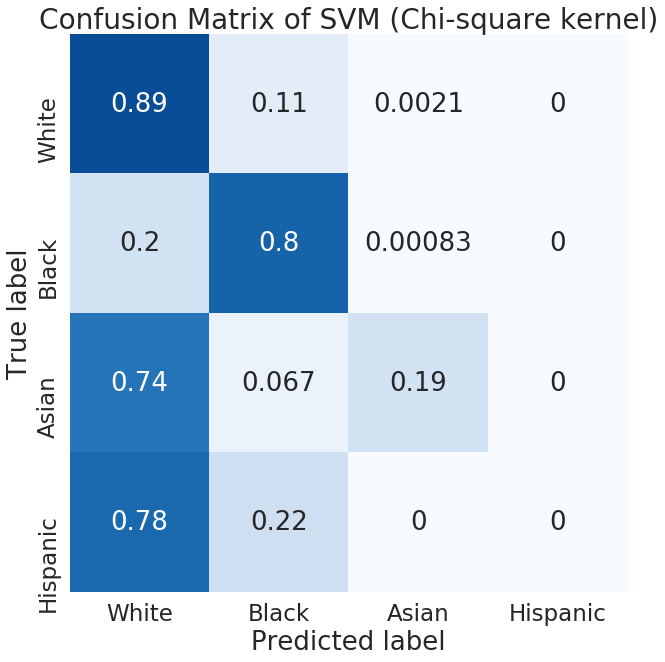 Confusion Matrix of SVM (Chi-square kernel)
True label
White
0.89 0.11 0.0021 0
Black
0.2 0.8 0.00083 0
Asian
0.74 0.067 0.19 0
Hispanic
0.78 0.22 0 0
White Black Asian Hispanic
Predicted label